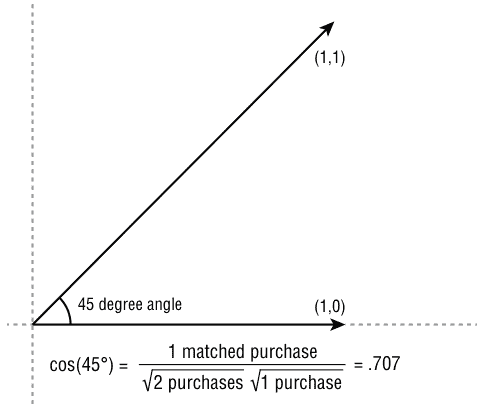 (1,1)
45 degree angle
(1,0)
cos(45°) = 1 matched purchase / √2 purchases √1 purchase = .707